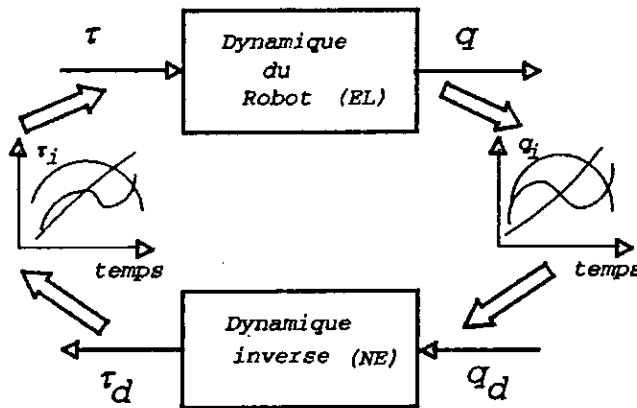 τ
Dynamique
du
Robot (EL)
q
τi
temps
qi
temps
Dynamique
inverse (NE)
τd
qd